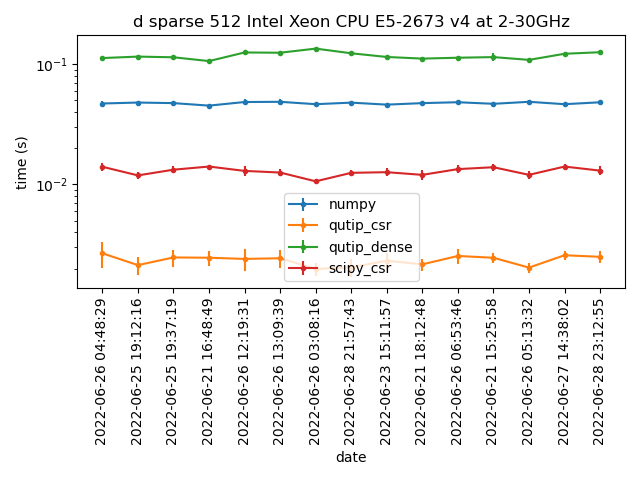 d sparse 512 Intel Xeon CPU E5-2673 v4 at 2-30GHz
time (s)
10⁻¹
10⁻²
numpy
qutip_csr
qutip_dense
scipy_csr
2022-06-26 04:48:29
2022-06-25 19:12:16
2022-06-25 19:37:19
2022-06-21 16:48:49
2022-06-26 12:19:31
2022-06-26 13:09:39
2022-06-26 03:08:16
2022-06-28 21:57:43
2022-06-23 15:11:57
2022-06-21 18:12:48
2022-06-26 06:53:46
2022-06-21 15:25:58
2022-06-26 05:13:32
2022-06-27 14:38:02
2022-06-28 23:12:55
date